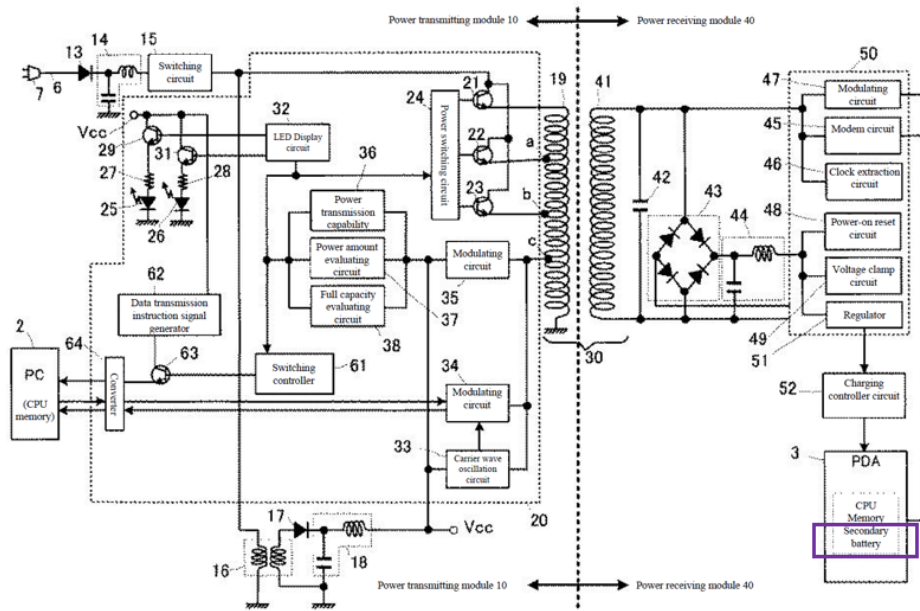 Power transmitting module 10
Power receiving module 40
14
15
13
Switching
circuit
6
7
Vcc
29
31
27
28
25
26
32
LED Display
circuit
24
Power switching circuit
21
22
23
a
b
c
19
41
30
36
Power
transmission
capability
Power amount
evaluating
circuit
37
Full capacity
evaluating
circuit
38
Modulating
circuit
35
62
Data transmission
instruction signal
generator
2
PC
(CPU
memory)
64
Converter
63
Switching
controller
61
34
Modulating
circuit
33
Carrier wave
oscillation
circuit
20
16
17
18
Vcc
42
43
44
50
47
Modulating
circuit
45
Modem circuit
46
Clock extraction
circuit
48
Power-on reset
circuit
Voltage clamp
circuit
49
51
Regulator
52
Charging
controller circuit
3
PDA
CPU
Memory
Secondary
battery
Power transmitting module 10
Power receiving module 40